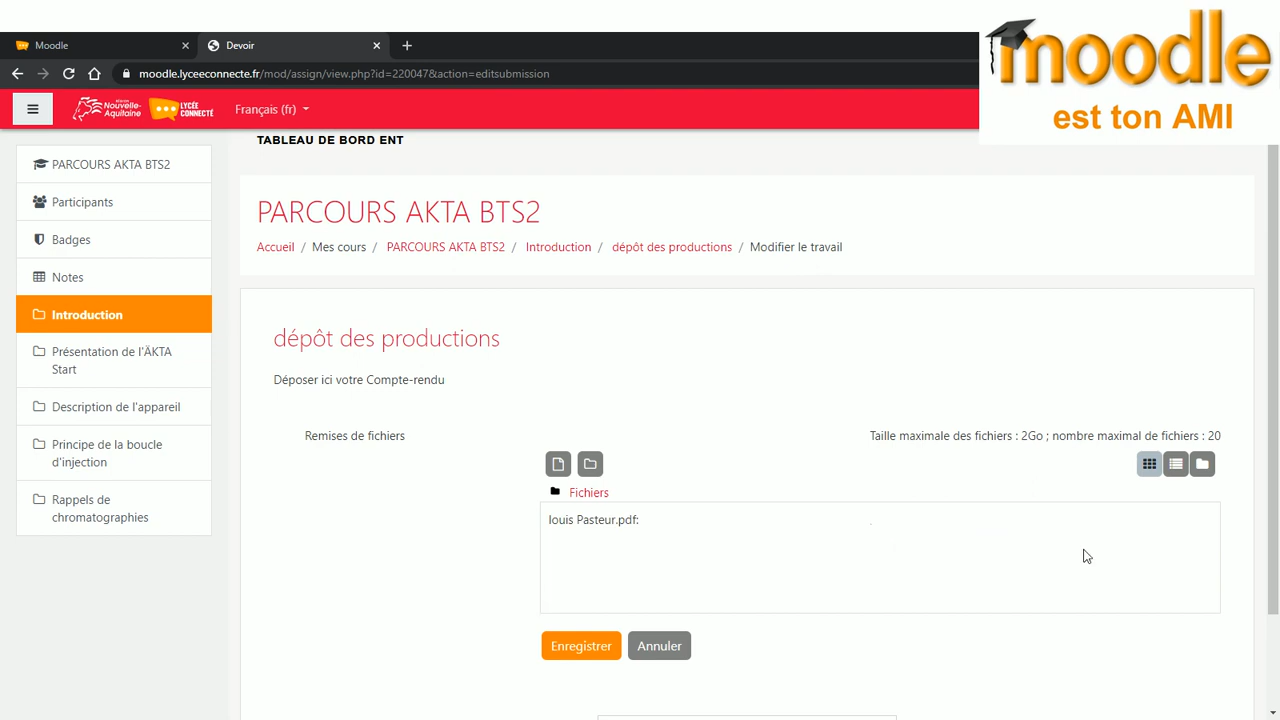 Moodle
Devoir
moodle
est ton AMI
moodle.lyceeconnecte.fr/mod/assign/view.php?id=220047&action=editsubmission
Nouvelle-Aquitaine
LYCÉE CONNECTÉ
Français (fr)
TABLEAU DE BORD ENT
PARCOURS AKTA BTS2
Participants
Badges
Notes
Introduction
Présentation de l'ÄKTA
Start
Description de l'appareil
Principe de la boucle
d'injection
Rappels de
chromatographies
PARCOURS AKTA BTS2
Accueil / Mes cours / PARCOURS AKTA BTS2 / Introduction / dépôt des productions / Modifier le travail
dépôt des productions
Déposer ici votre Compte-rendu
Remises de fichiers
Taille maximale des fichiers : 2Go ; nombre maximal de fichiers : 20
Fichiers
louis Pasteur.pdf:
Enregistrer
Annuler